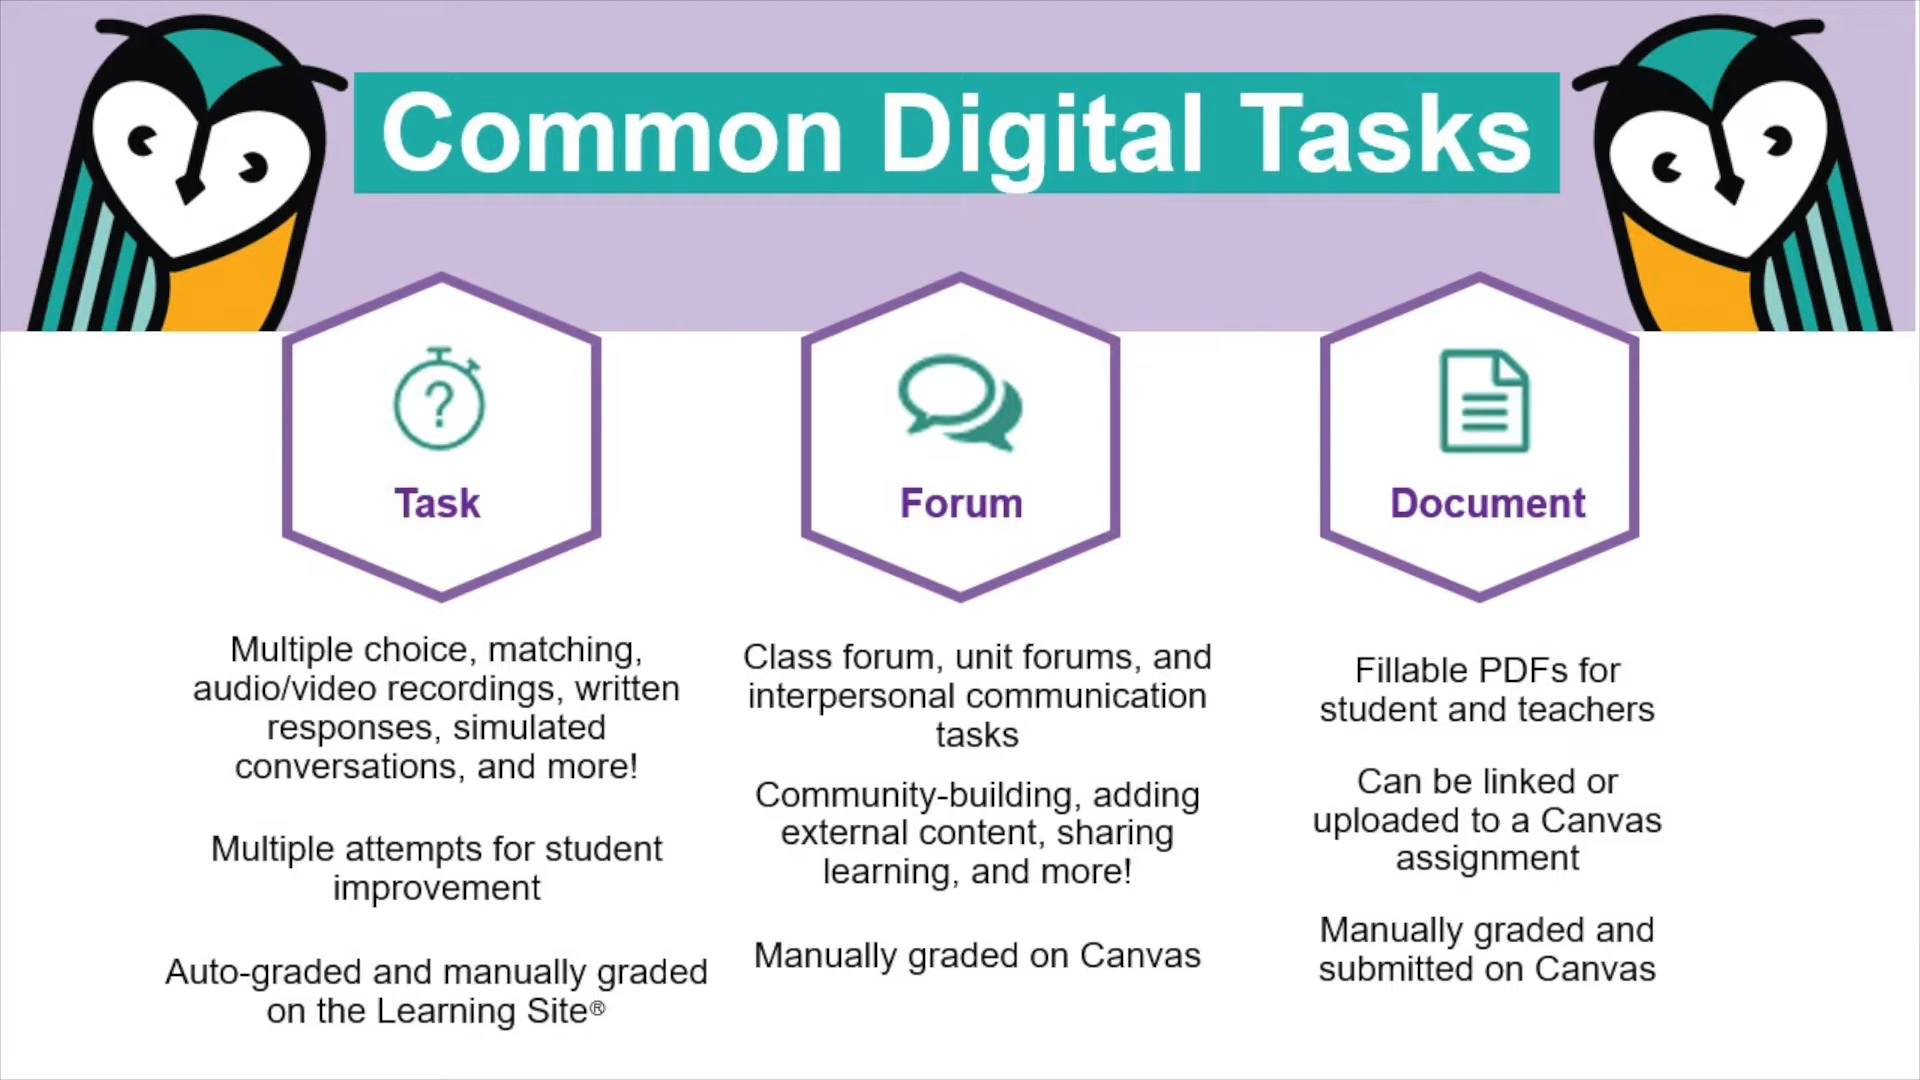 Common Digital Tasks
?
Task
Multiple choice, matching,
audio/video recordings, written
responses, simulated
conversations, and more!
Multiple attempts for student
improvement
Auto-graded and manually graded
on the Learning Site®
Forum
Class forum, unit forums, and
interpersonal communication
tasks
Community-building, adding
external content, sharing
learning, and more!
Manually graded on Canvas
Document
Fillable PDFs for
student and teachers
Can be linked or
uploaded to a Canvas
assignment
Manually graded and
submitted on Canvas